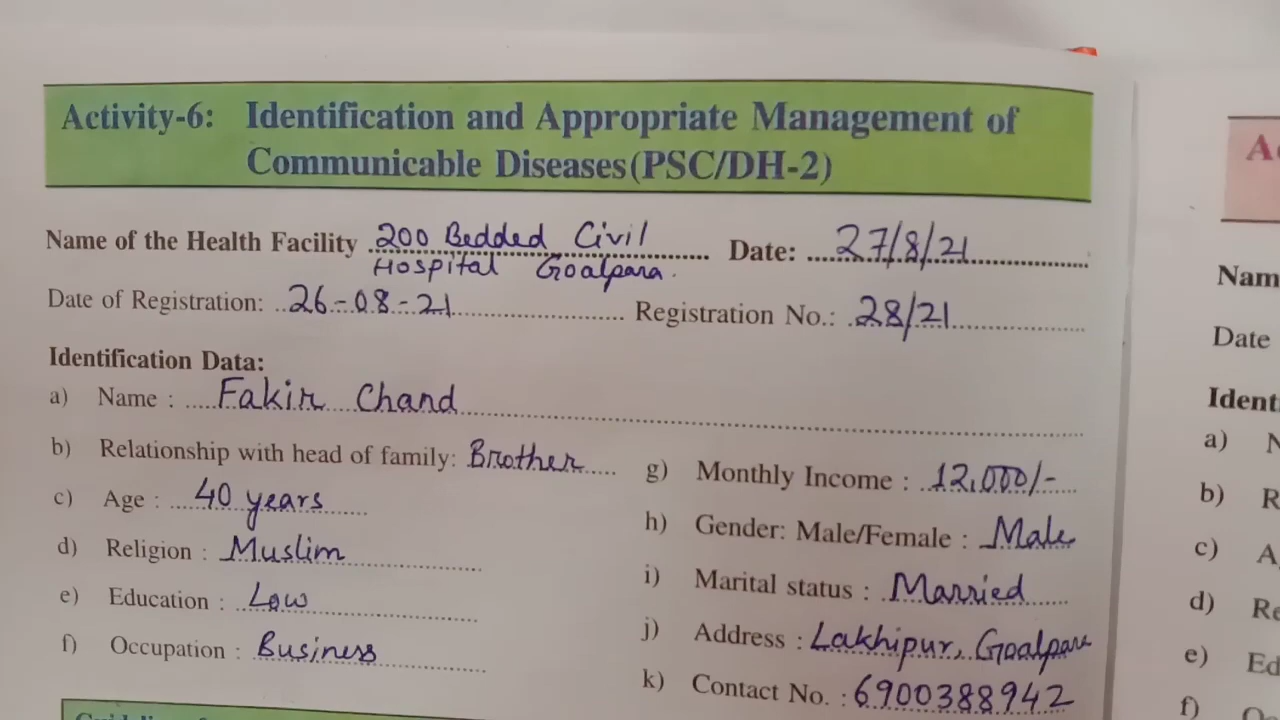 Activity-6: Identification and Appropriate Management of
Communicable Diseases(PSC/DH-2)
Name of the Health Facility 200 Bedded Civil Date: 27/8/21
Hospital Goalpara.
Date of Registration: 26-08-21 Registration No.: 28/21
Identification Data:
a) Name : Fakir Chand
b) Relationship with head of family: Brother
c) Age : 40 years
d) Religion : Muslim
e) Education : Low
f) Occupation : Business
g) Monthly Income : 12,000/-
h) Gender: Male/Female : Male
i) Marital status : Married
j) Address : Lakhipur, Goalpara
k) Contact No. : 6900388942
Nam
Date
Ident
a) N
b) R
c) A
d) Re
e) Ed
f)